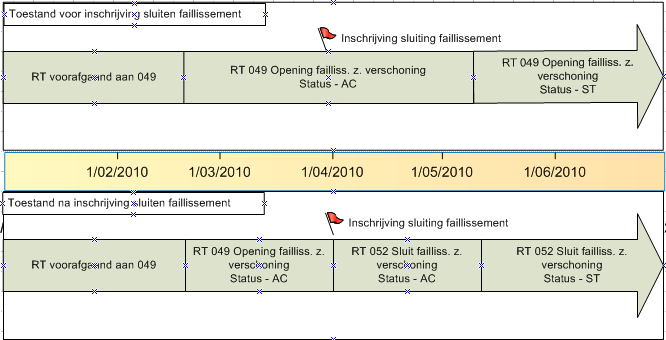 Toestand voor inschrijving sluiten faillissement
Inschrijving sluiting faillissement
RT voorafgaand aan 049
RT 049 Opening failliss. z. verschoning
Status - AC
RT 049 Opening failliss. z.
verschoning
Status - ST
1/02/2010
1/03/2010
1/04/2010
1/05/2010
1/06/2010
Toestand na inschrijving sluiten faillissement
Inschrijving sluiting faillissement
RT voorafgaand aan 049
RT 049 Opening failliss. z.
verschoning
Status - AC
RT 052 Sluit failliss. z.
verschoning
Status - AC
RT 052 Sluit failliss. z.
verschoning
Status - ST